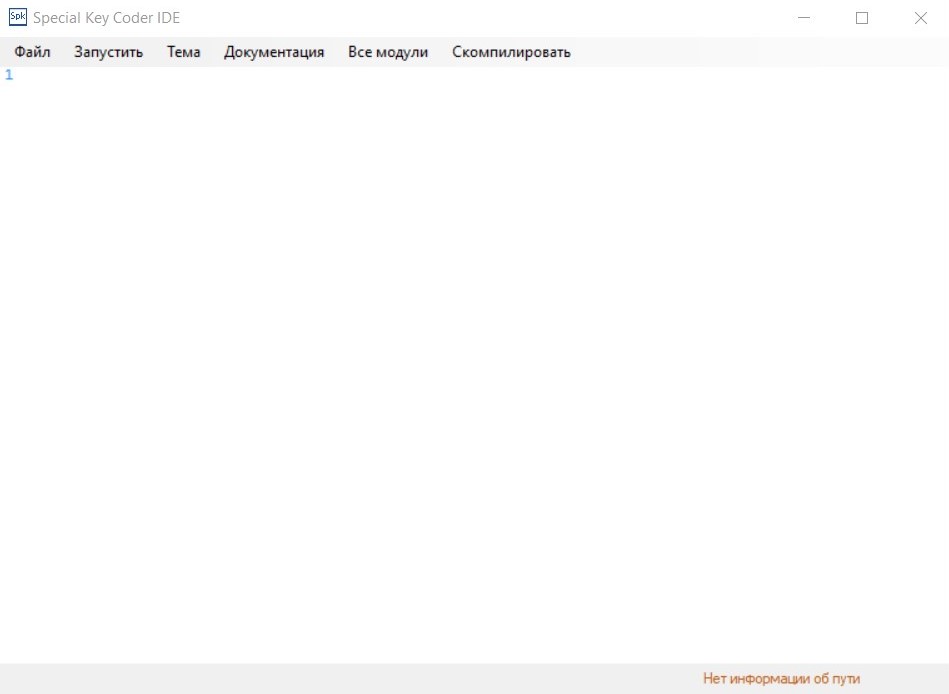 Spk Special Key Coder IDE
Файл Запустить Тема Документация Все модули Скомпилировать
1
Нет информации об пути